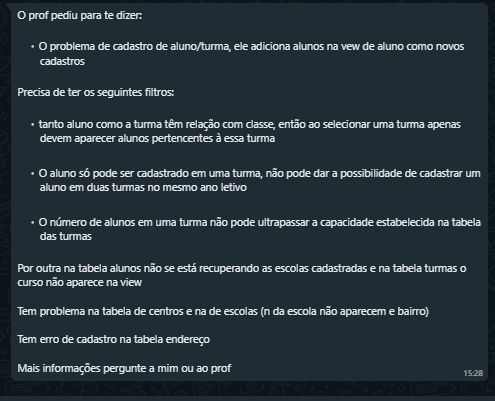 O prof pediu para te dizer:
• O problema de cadastro de aluno/turma, ele adiciona alunos na vew de aluno como novos
cadastros
Precisa de ter os seguintes filtros:
• tanto aluno como a turma têm relação com classe, então ao selecionar uma turma apenas
devem aparecer alunos pertencentes à essa turma
• O aluno só pode ser cadastrado em uma turma, não pode dar a possibilidade de cadastrar um
aluno em duas turmas no mesmo ano letivo
• O número de alunos em uma turma não pode ultrapassar a capacidade estabelecida na tabela
das turmas
Por outra na tabela alunos não se está recuperando as escolas cadastradas e na tabela turmas o
curso não aparece na view
Tem problema na tabela de centros e na de escolas (n da escola não aparecem e bairro)
Tem erro de cadastro na tabela endereço
Mais informações pergunte a mim ou ao prof
15:28